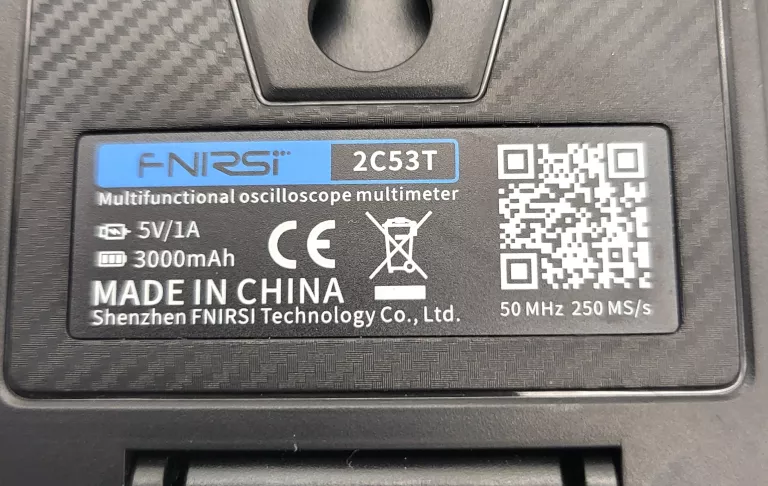 FNIRSI 2C53T
Multifunctional oscilloscope multimeter
5V/1A
3000mAh
CE
MADE IN CHINA
Shenzhen FNIRSI Technology Co., Ltd.
50 MHz 250 MS/s